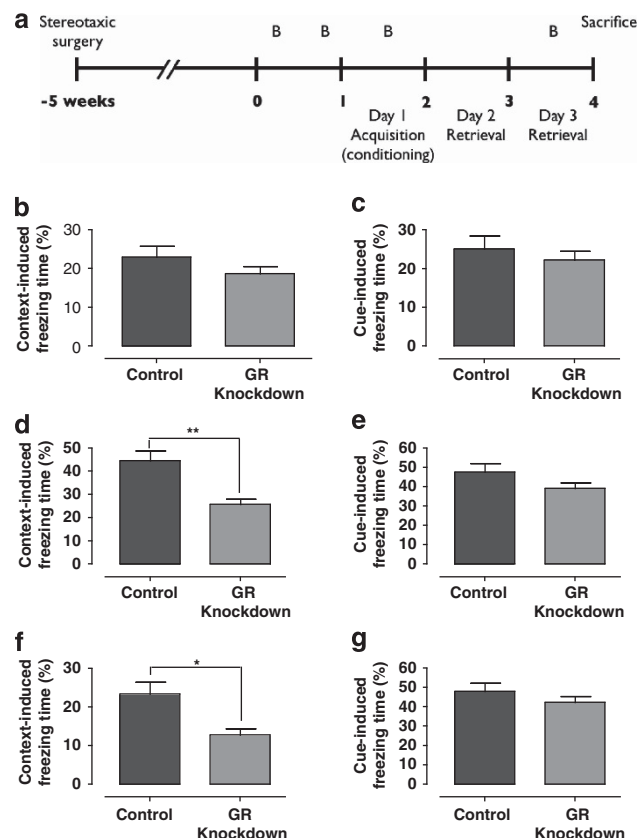 a
Stereotaxic surgery
B B B B
Sacrifice
-5 weeks 0 1 2 3 4
Day 1 Acquisition (conditioning)
Day 2 Retrieval
Day 3 Retrieval
b
Context-induced
freezing time (%)
30
20
10
0
Control
GR
Knockdown
c
Cue-induced
freezing time (%)
30
20
10
0
Control
GR
Knockdown
d
Context-induced
freezing time (%)
50
40
30
20
10
0
**
Control
GR
Knockdown
e
Cue-induced
freezing time (%)
60
50
40
30
20
10
0
Control
GR
Knockdown
f
Context-induced
freezing time (%)
30
20
10
0
*
Control
GR
Knockdown
g
Cue-induced
freezing time (%)
60
50
40
30
20
10
0
Control
GR
Knockdown